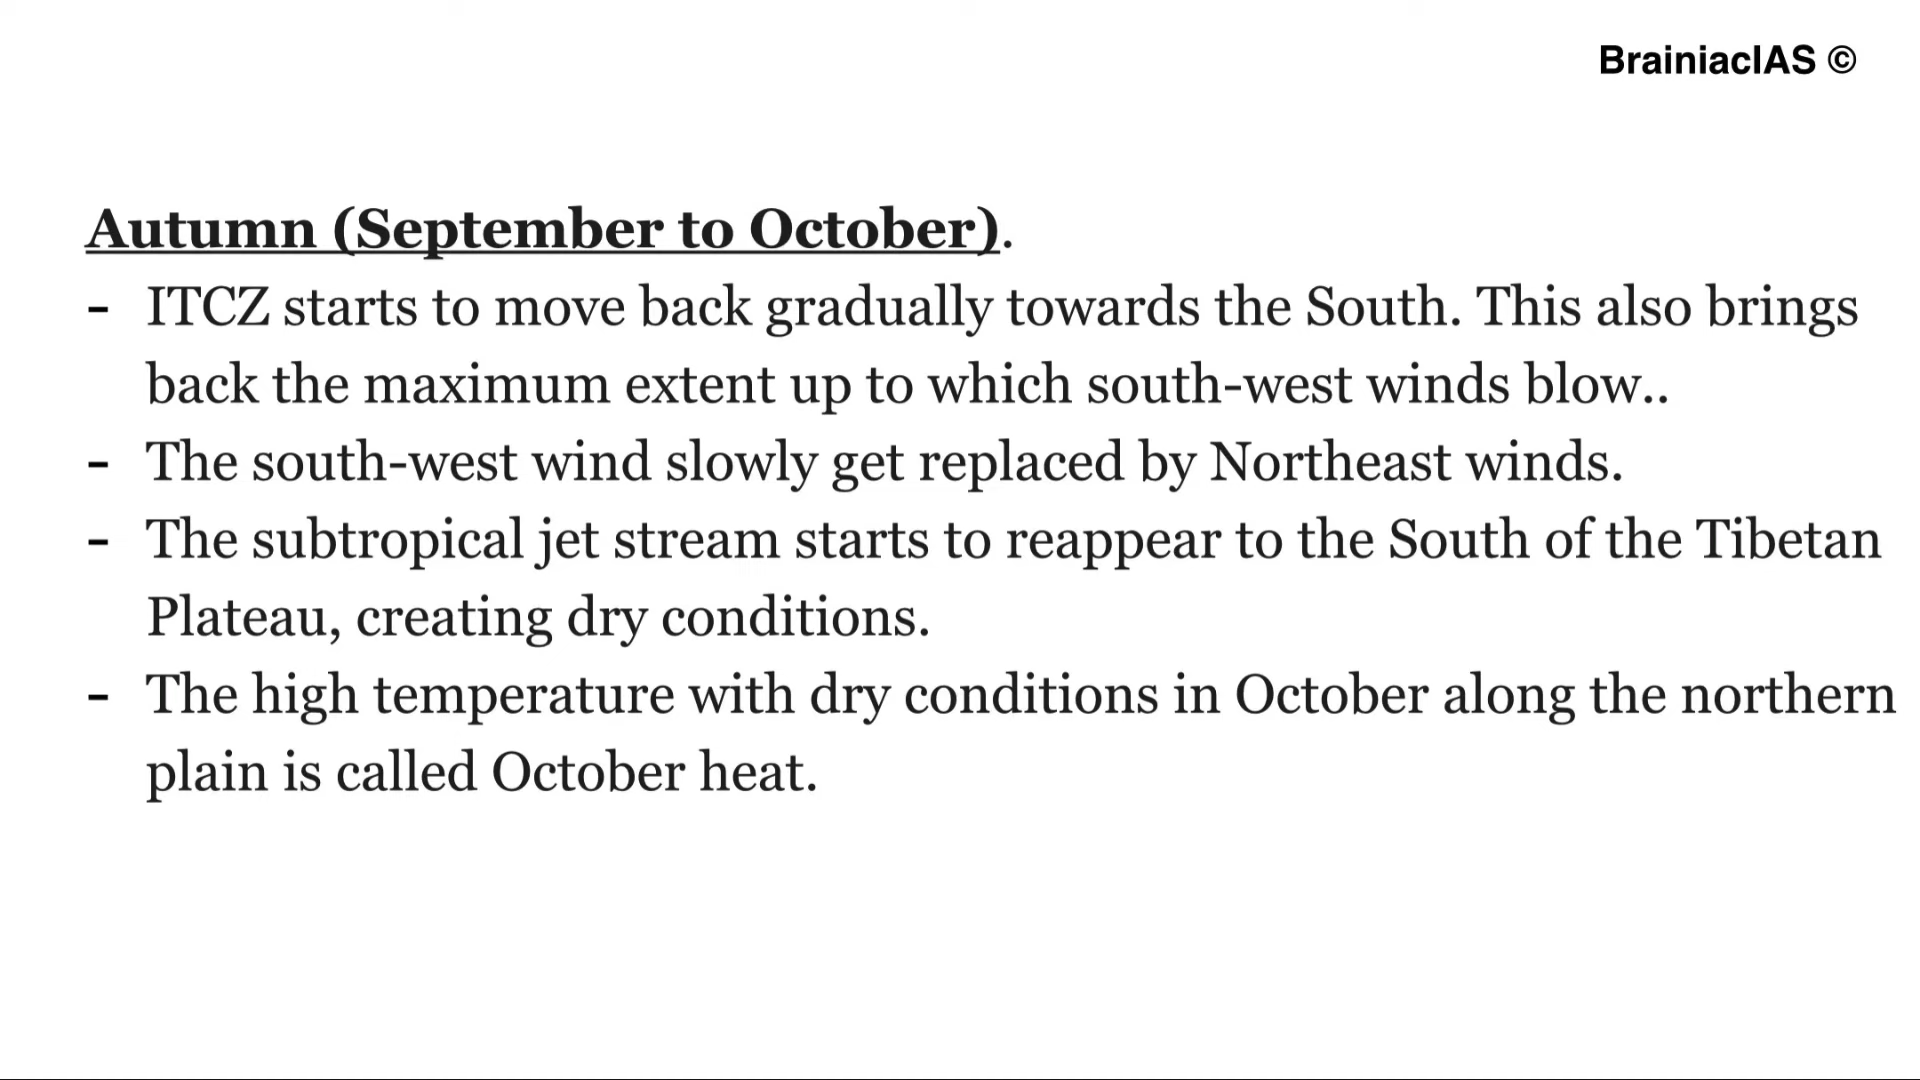 BrainiacIAS ©
Autumn (September to October).
- ITCZ starts to move back gradually towards the South. This also brings
back the maximum extent up to which south-west winds blow..
- The south-west wind slowly get replaced by Northeast winds.
- The subtropical jet stream starts to reappear to the South of the Tibetan
Plateau, creating dry conditions.
- The high temperature with dry conditions in October along the northern
plain is called October heat.